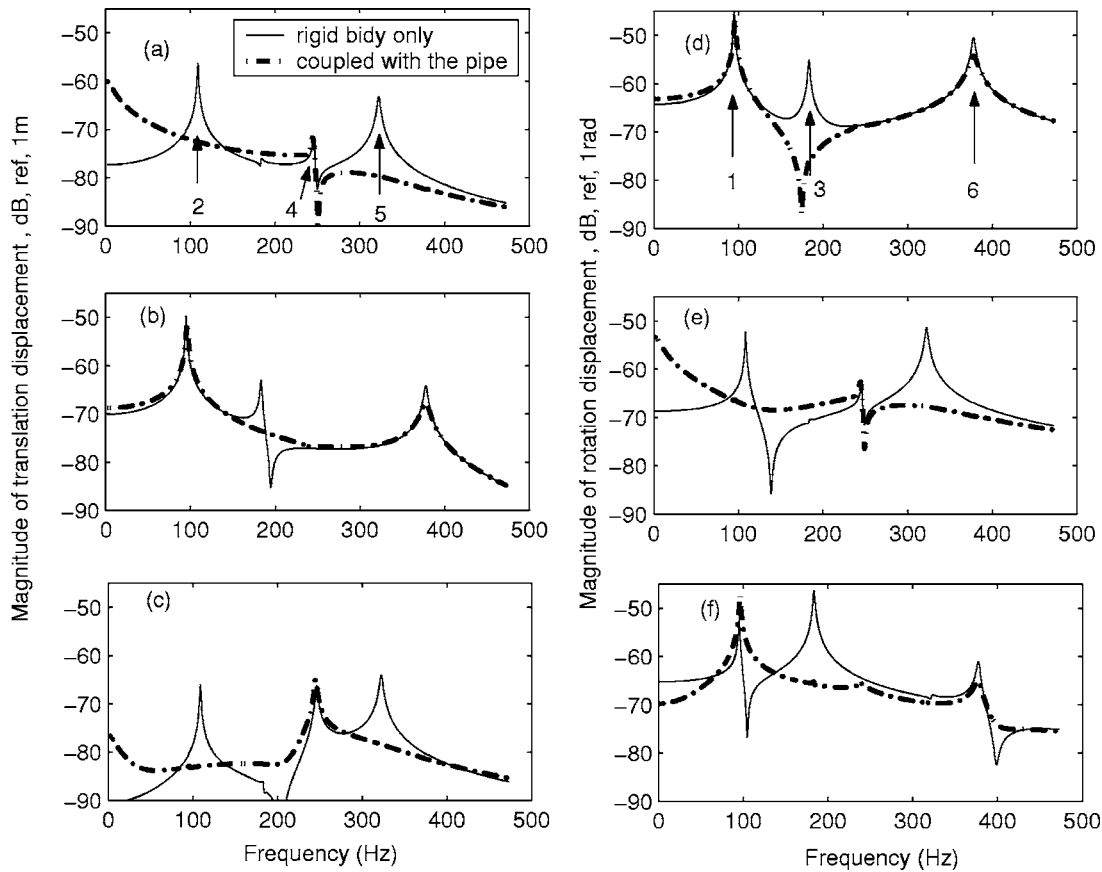 Magnitude of translation displacement , dB, ref, 1 m
(a)
rigid bidy only
coupled with the pipe
−50
−60
−70
−80
−90
2
4
5
0 100 200 300 400 500
(b)
−50
−60
−70
−80
−90
0 100 200 300 400 500
(c)
−50
−60
−70
−80
−90
0 100 200 300 400 500
Frequency (Hz)
Magnitude of rotation displacement , dB, ref, 1rad
(d)
−50
−60
−70
−80
−90
1
3
6
0 100 200 300 400 500
(e)
−50
−60
−70
−80
−90
0 100 200 300 400 500
(f)
−50
−60
−70
−80
−90
0 100 200 300 400 500
Frequency (Hz)